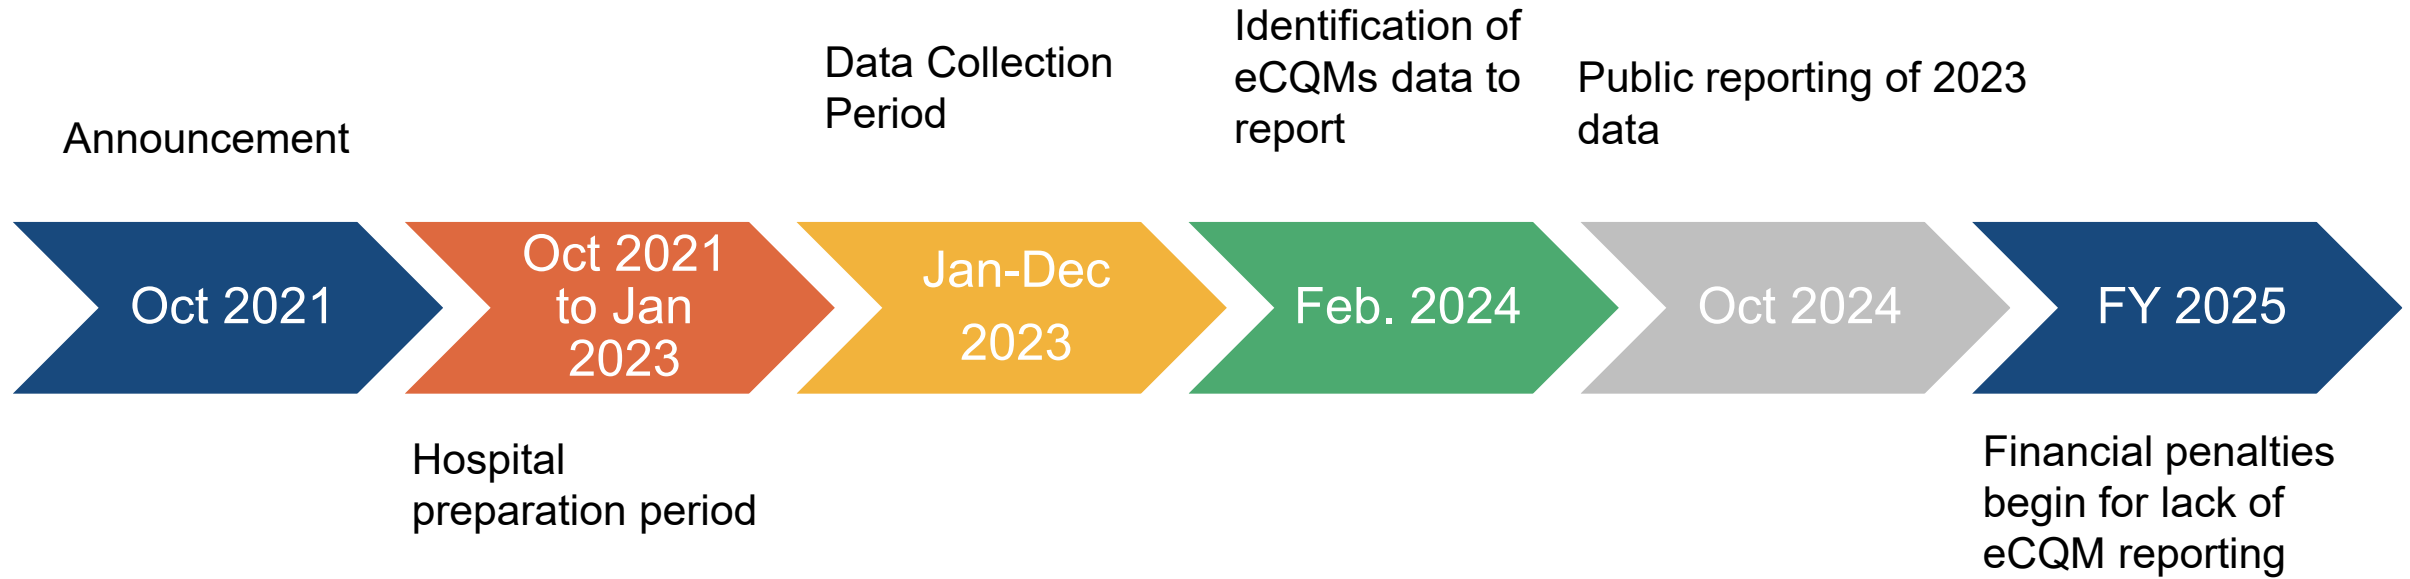 Announcement
Data Collection
Period
Identification of
eCQMs data to
report
Public reporting of 2023
data
Oct 2021
Oct 2021
to Jan
2023
Jan-Dec
2023
Feb. 2024
Oct 2024
FY 2025
Hospital
preparation period
Financial penalties
begin for lack of
eCQM reporting